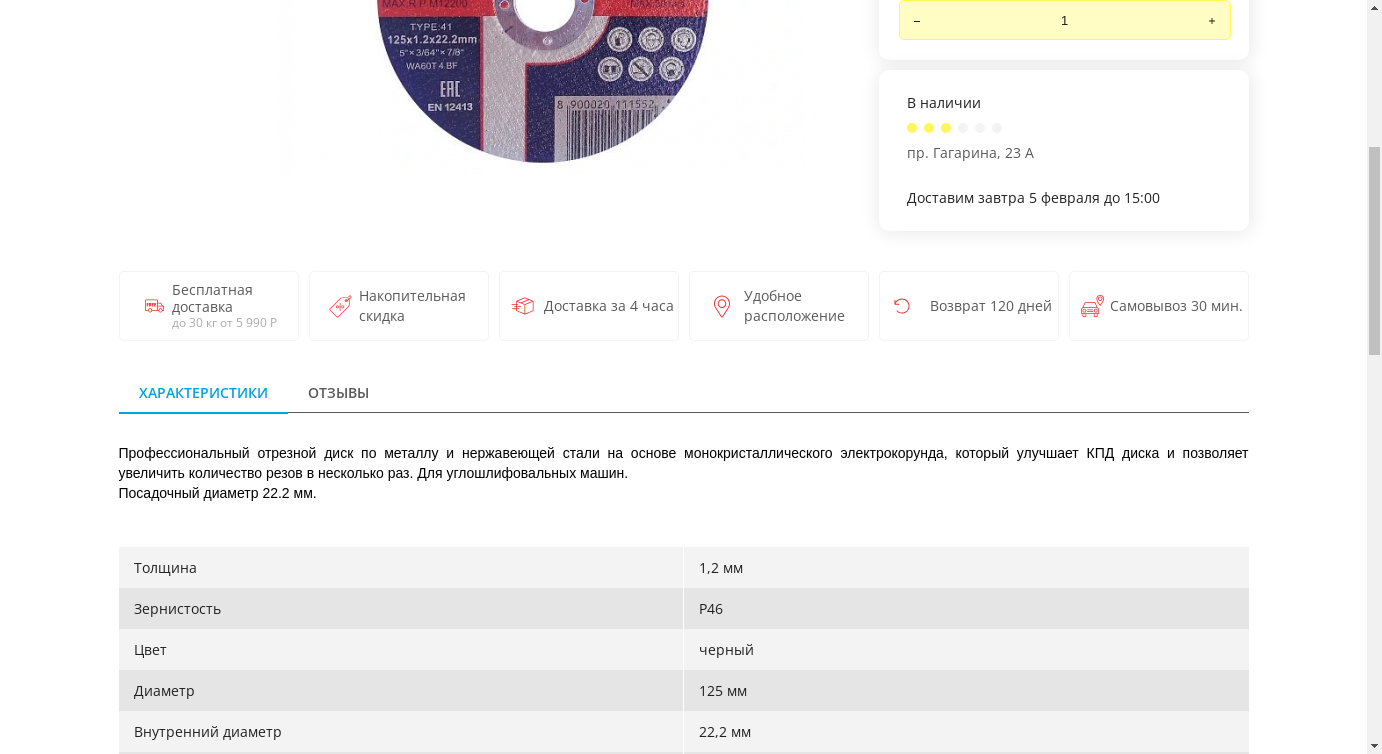 MAX.R.P.M12200
TYPE:41
125x1.2x22.2mm
5"×3/64"×7/8"
WA60T 4 BF
EAC
EN 12413
8 900020 111552
−
1
+
В наличии
пр. Гагарина, 23 А
Доставим завтра 5 февраля до 15:00
Бесплатная
доставка
до 30 кг от 5 990 Р
Накопительная
скидка
Доставка за 4 часа
Удобное
расположение
Возврат 120 дней
Самовывоз 30 мин.
ХАРАКТЕРИСТИКИ
ОТЗЫВЫ
Профессиональный отрезной диск по металлу и нержавеющей стали на основе монокристаллического электрокорунда, который улучшает КПД диска и позволяет
увеличить количество резов в несколько раз. Для углошлифовальных машин.
Посадочный диаметр 22.2 мм.
Толщина 1,2 мм
Зернистость P46
Цвет черный
Диаметр 125 мм
Внутренний диаметр 22,2 мм